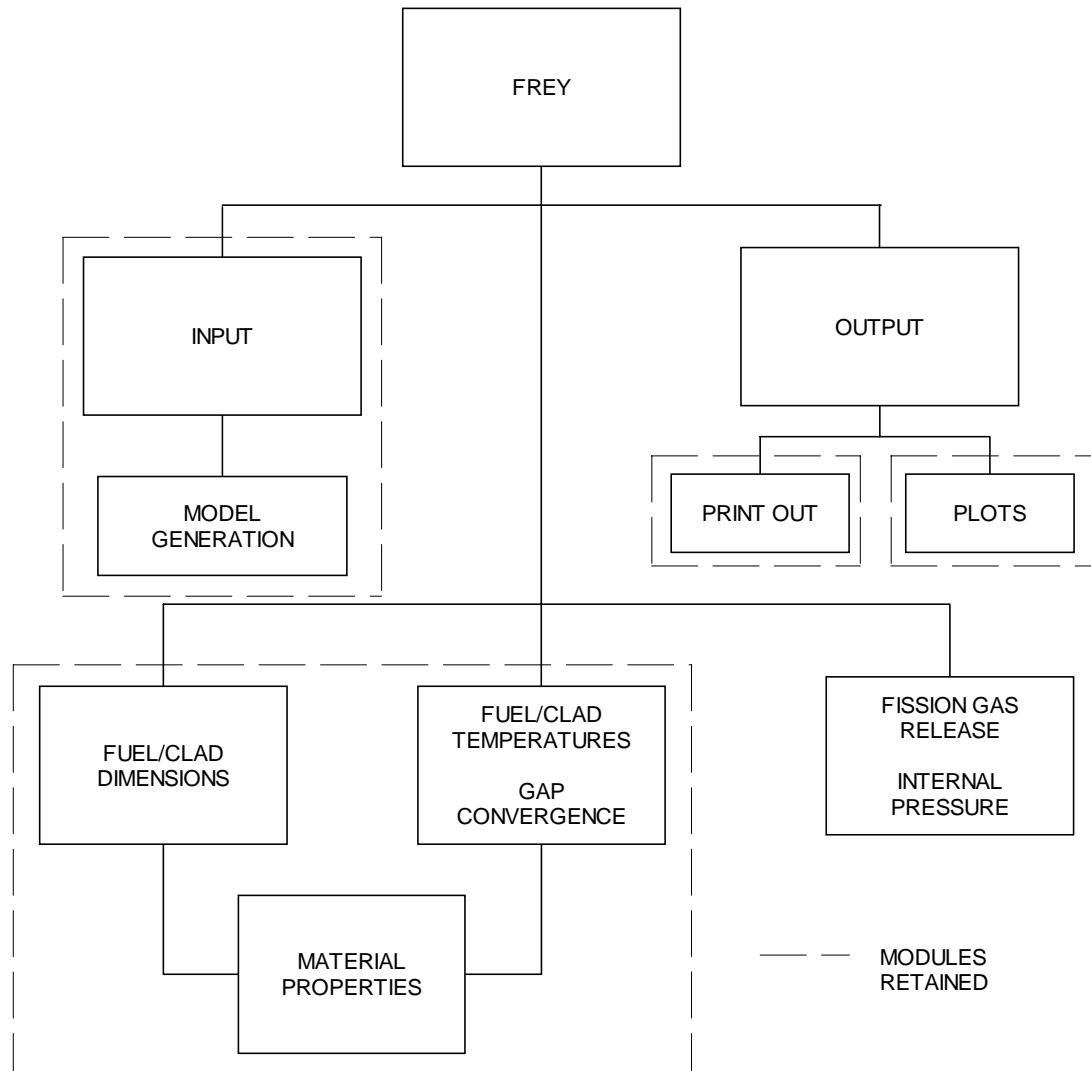 FREY
INPUT
OUTPUT
MODEL
GENERATION
PRINT OUT
PLOTS
FUEL/CLAD
DIMENSIONS
FUEL/CLAD
TEMPERATURES
GAP
CONVERGENCE
FISSION GAS
RELEASE
INTERNAL
PRESSURE
MATERIAL
PROPERTIES
MODULES
RETAINED